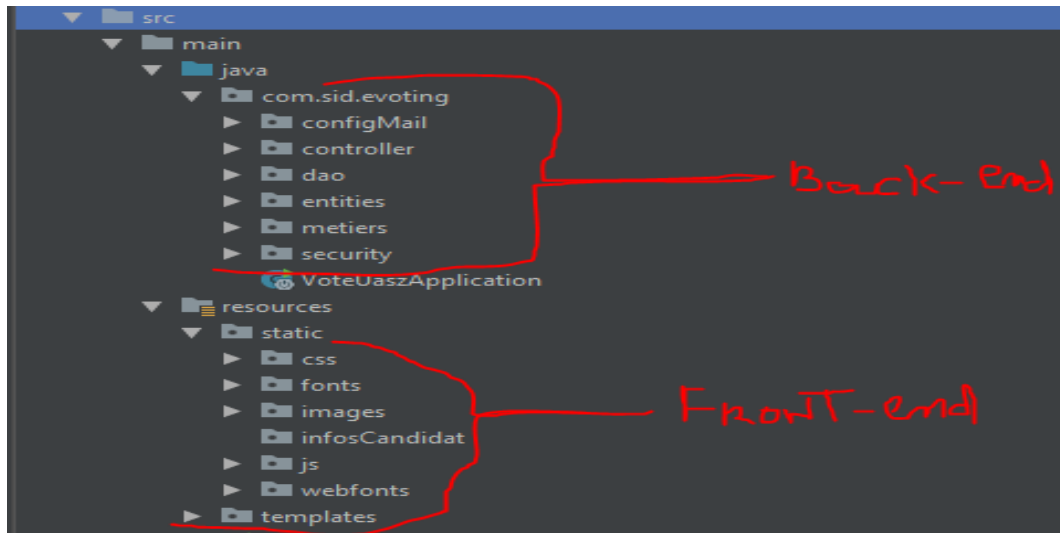 src
main
java
com.sid.evoting
configMail
controller
dao
Back-end
entities
metiers
security
VoteUaszApplication
resources
static
css
fonts
images
Front-end
infosCandidat
js
webfonts
templates